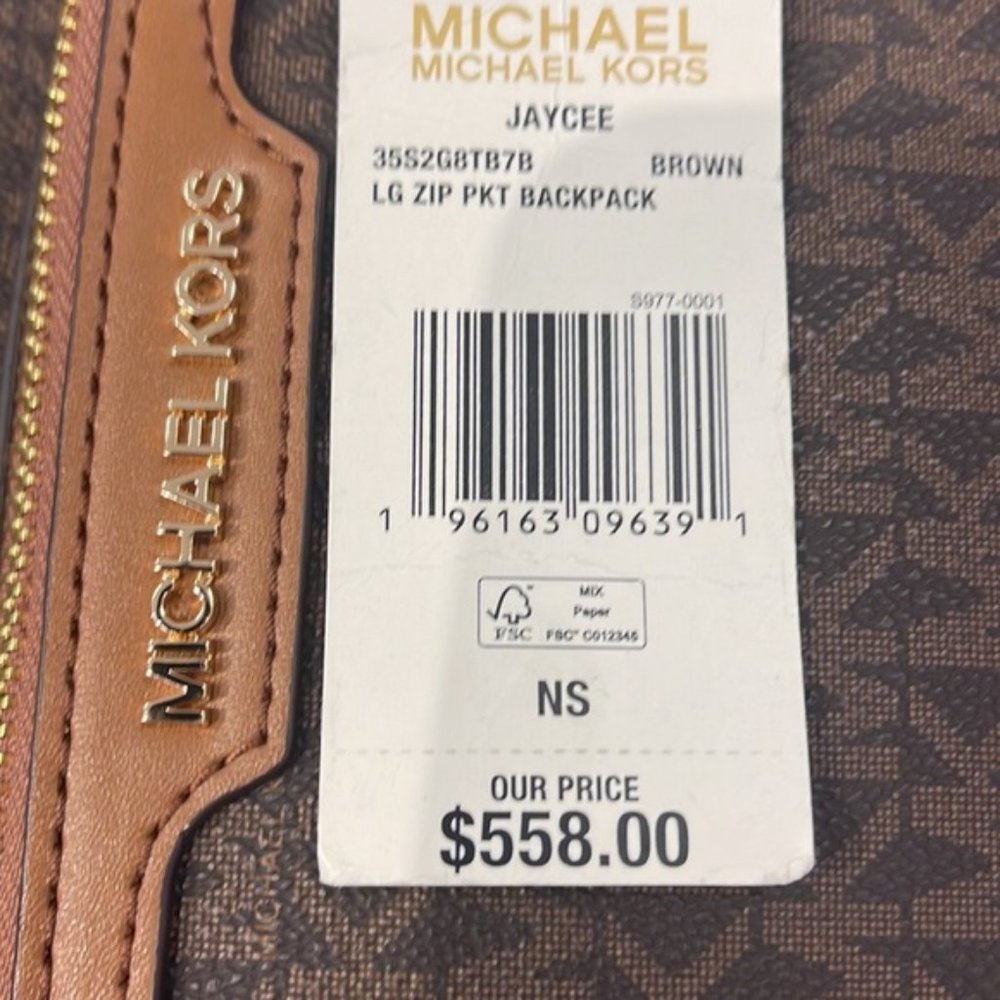 MICHAEL KORS
MICHAEL
MICHAEL KORS
JAYCEE
35S2G8TB7B BROWN
LG ZIP PKT BACKPACK
S977-0001
1 96163 09639 1
MIX
Paper
FSC FSC™ C012345
NS
OUR PRICE
$558.00